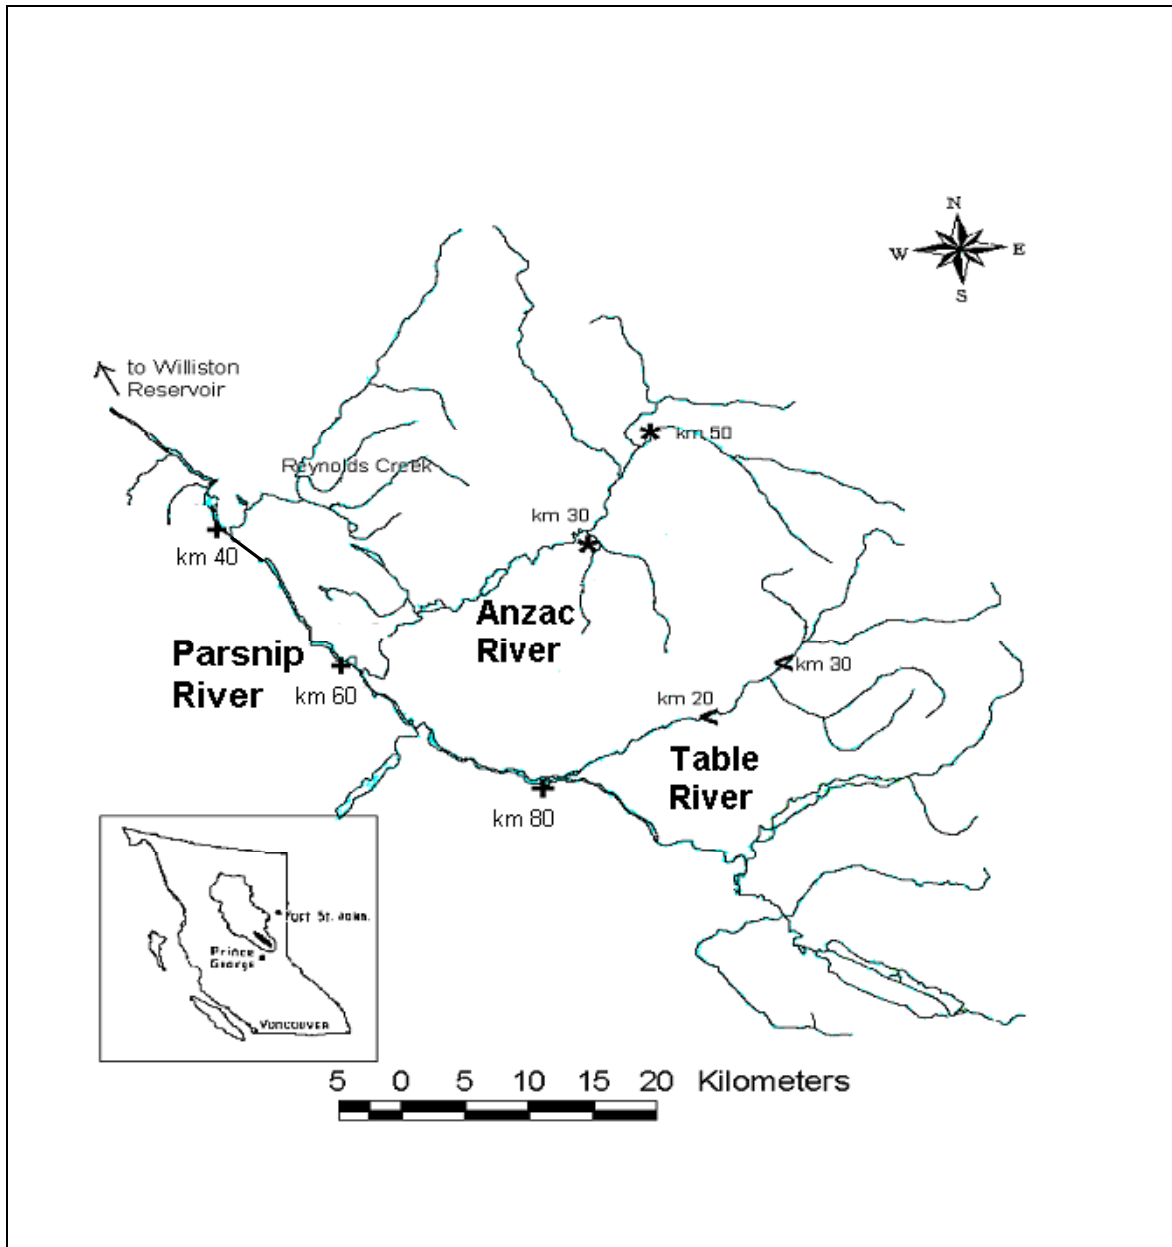 N
W E
S
to Williston
Reservoir
km 50
Reynolds Creek
km 30
km 40
Anzac
River
Parsnip
River
km 60
km 30
km 20
Table
River
km 80
FORT ST. JOHN.
PRINCE
GEORGE
VANCOUVER
5 0 5 10 15 20 Kilometers